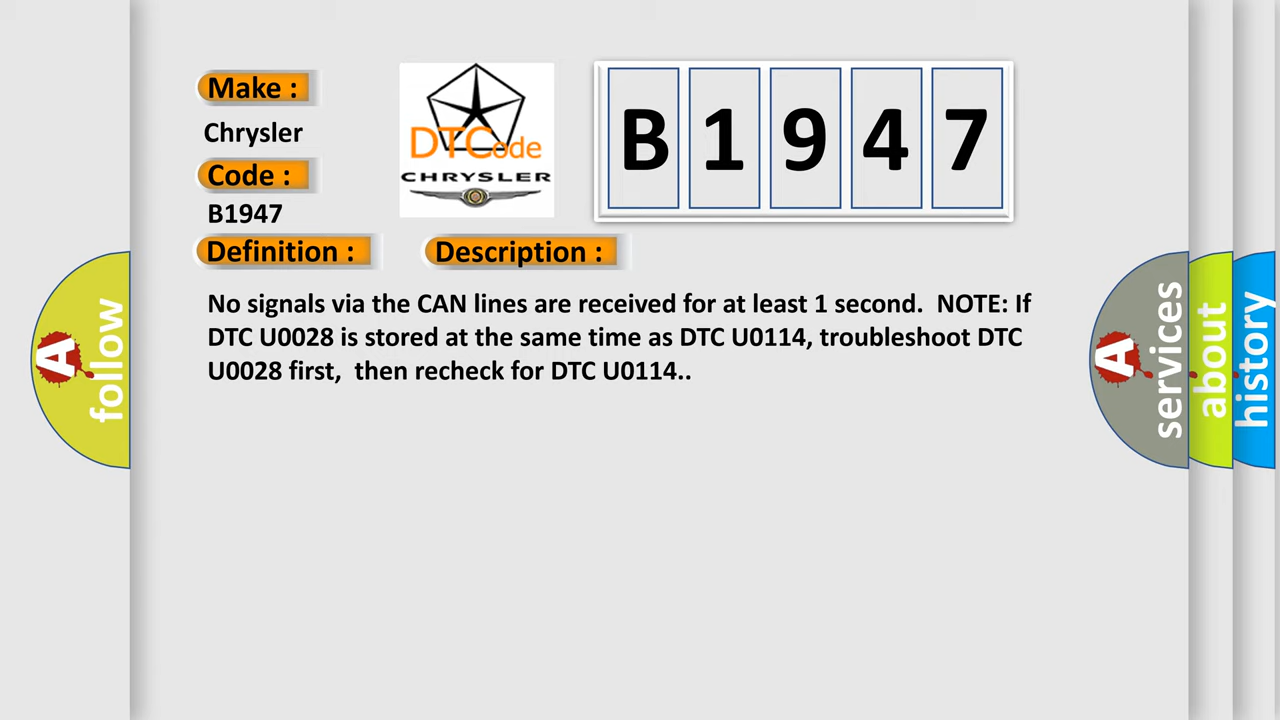 Make :
Chrysler
Code :
B1947
DTCode
CHRYSLER
B 1 9 4 7
Definition :
Description :
No signals via the CAN lines are received for at least 1 second. NOTE: If
DTC U0028 is stored at the same time as DTC U0114, troubleshoot DTC
U0028 first, then recheck for DTC U0114..
A
follow
A
services
about
history